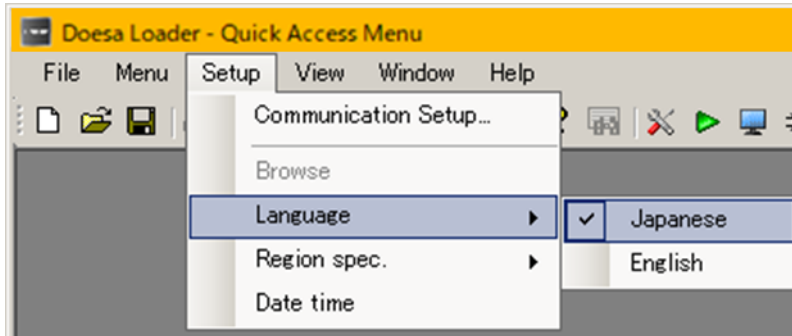 Doesa Loader - Quick Access Menu
File Menu Setup View Window Help
Communication Setup...
Browse
Language
Japanese
Region spec.
English
Date time